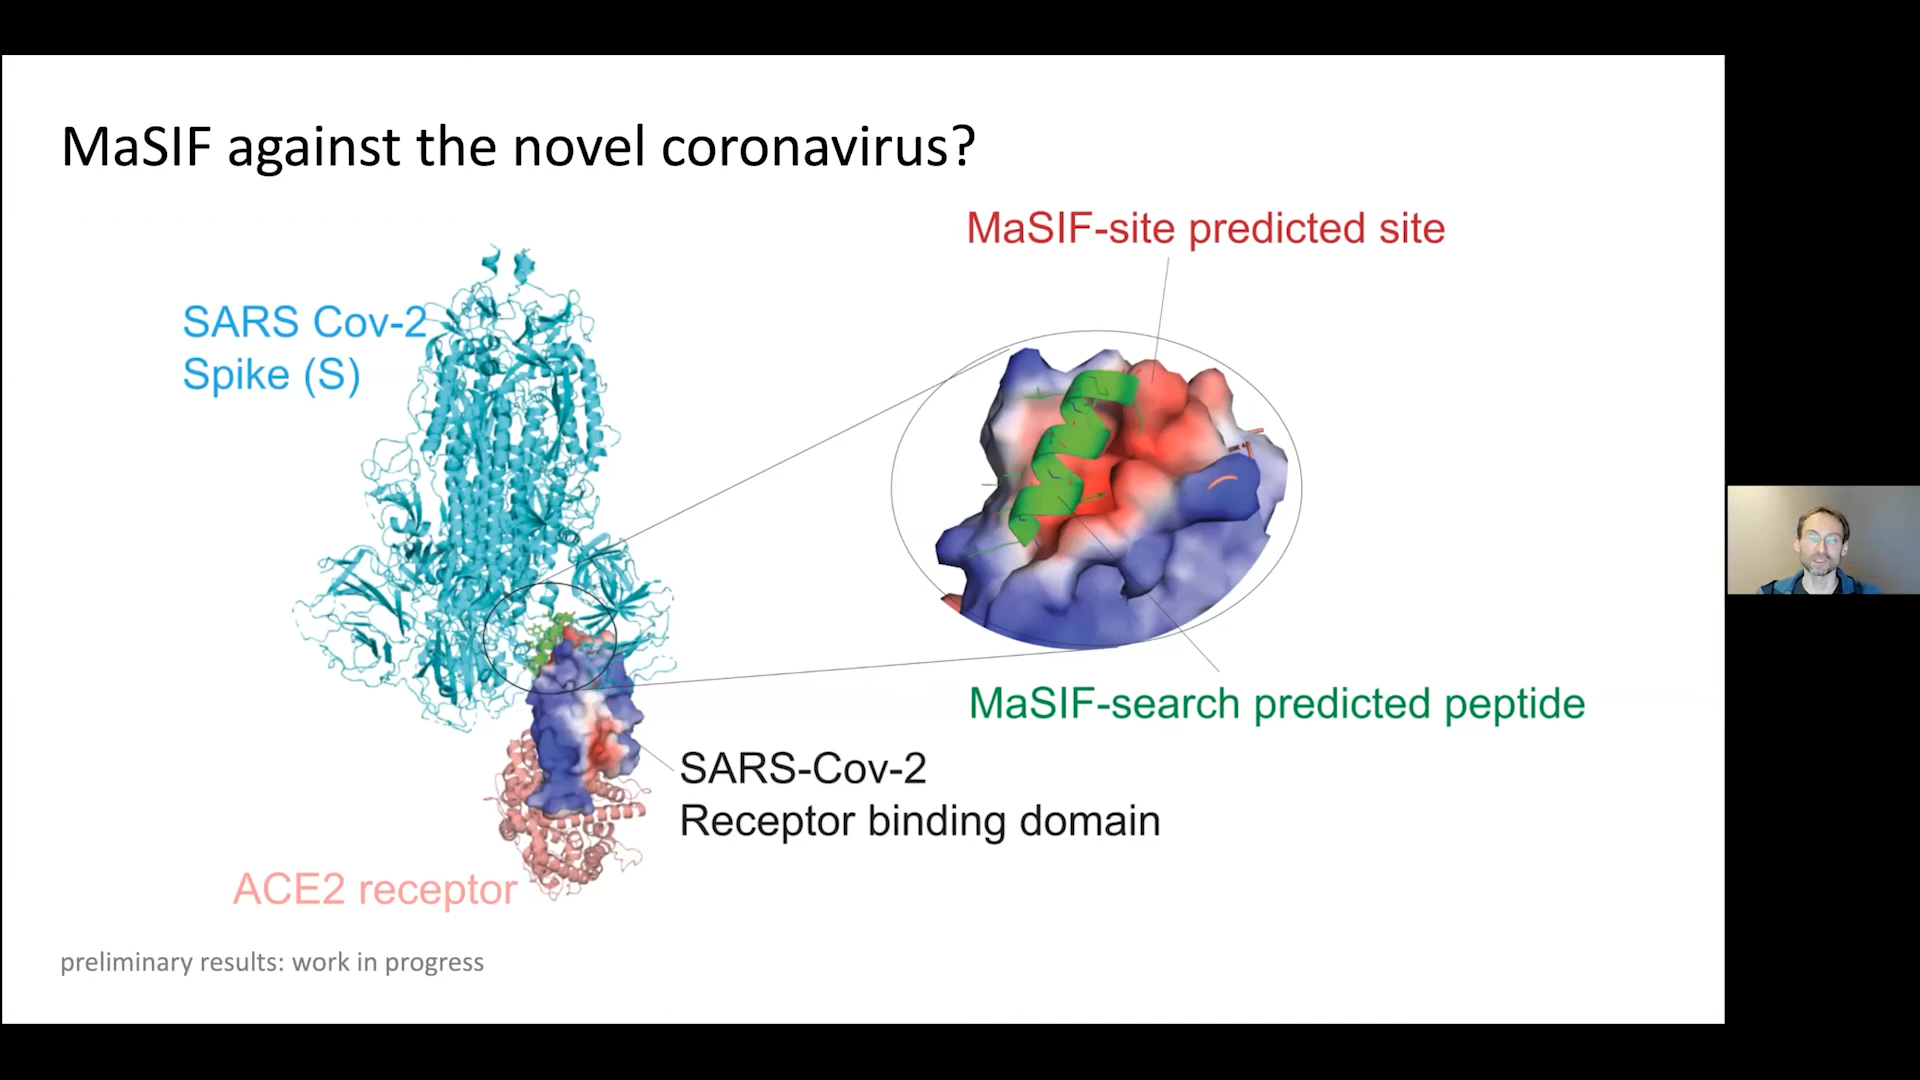 MaSIF against the novel coronavirus?
MaSIF-site predicted site
SARS Cov-2
Spike (S)
MaSIF-search predicted peptide
SARS-Cov-2
Receptor binding domain
ACE2 receptor
preliminary results: work in progress